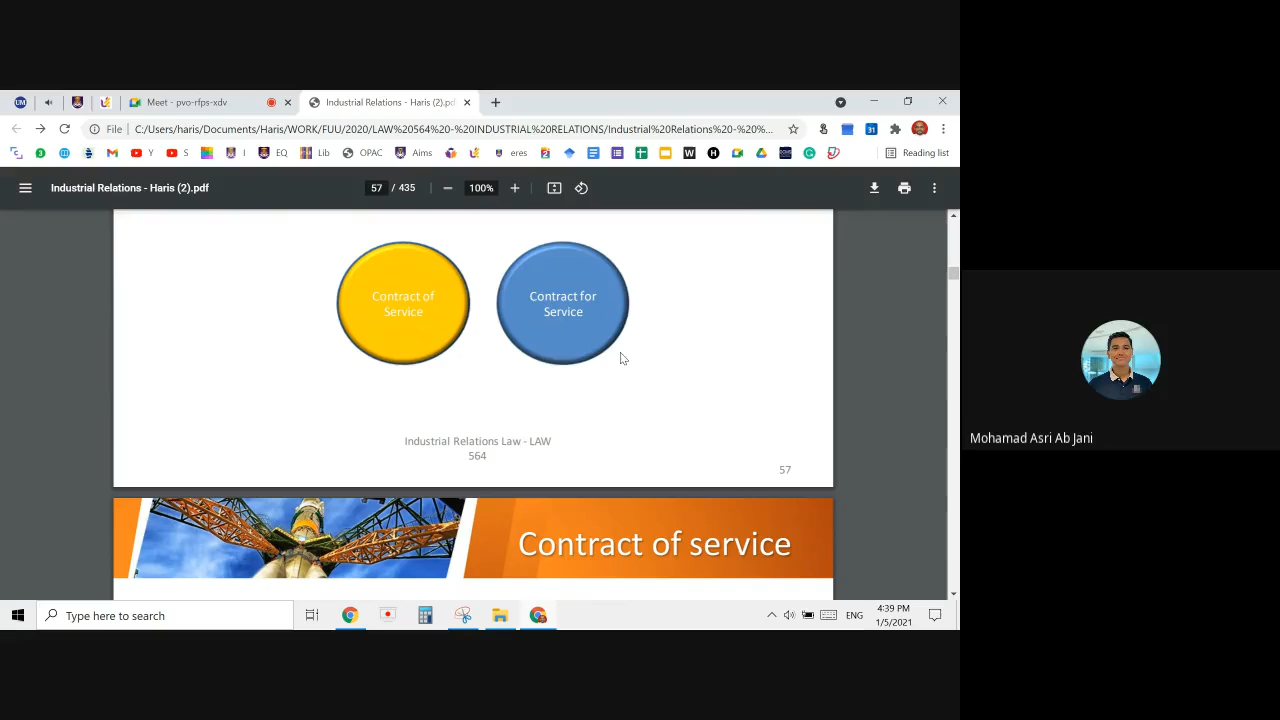 Meet - pvo-rfps-xdv
Industrial Relations - Haris (2).pd
File
C:/Users/haris/Documents/Haris/WORK/FUU/2020/LAW%20564%20-%20INDUSTRIAL%20RELATIONS/Industrial%20Relations%20-%20%...
Y
S
I
EQ
Lib
OPAC
Aims
eres
Reading list
Industrial Relations - Haris (2).pdf
57 / 435
100%
Contract of
Service
Contract for
Service
Industrial Relations Law - LAW
564
57
Contract of service
Type here to search
ENG
4:39 PM
1/5/2021
Mohamad Asri Ab Jani